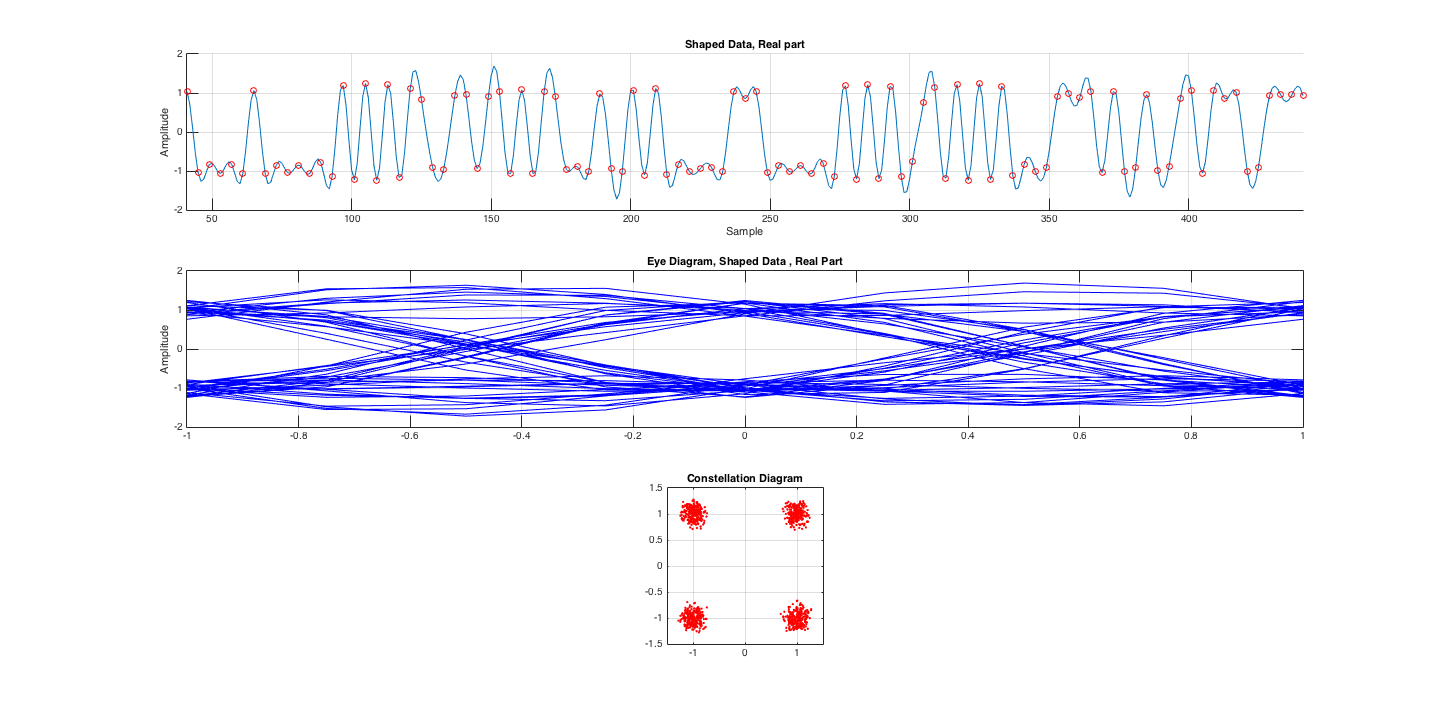 Shaped Data, Real part
Amplitude
2
1
0
-1
-2
50 100 150 200 250 300 350 400
Sample
Eye Diagram, Shaped Data , Real Part
Amplitude
2
1
0
-1
-2
-1 -0.8 -0.6 -0.4 -0.2 0 0.2 0.4 0.6 0.8 1
Constellation Diagram
1.5
1
0.5
0
-0.5
-1
-1.5
-1 0 1